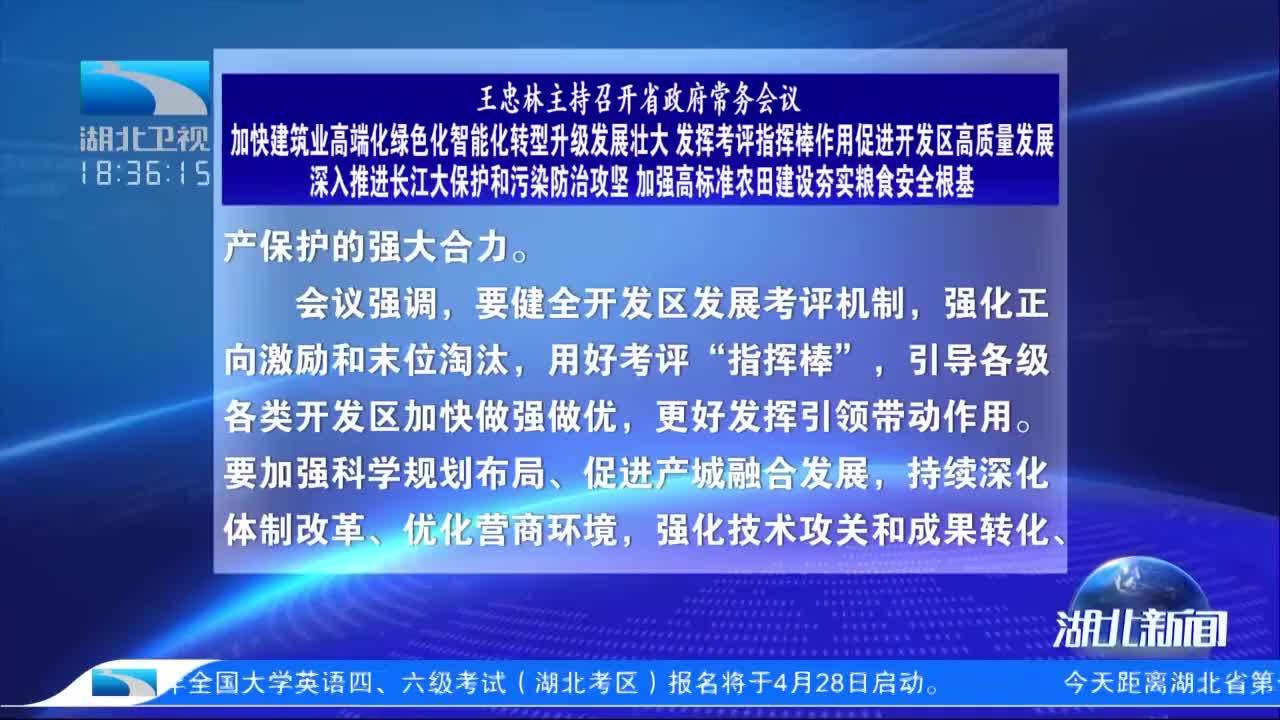 湖北卫视
18:36:15
王忠林主持召开省政府常务会议
加快建筑业高端化绿色化智能化转型升级发展壮大 发挥考评指挥棒作用促进开发区高质量发展
深入推进长江大保护和污染防治攻坚 加强高标准农田建设夯实粮食安全根基
产保护的强大合力。
会议强调，要健全开发区发展考评机制，强化正
向激励和末位淘汰，用好考评“指挥棒”，引导各级
各类开发区加快做强做优，更好发挥引领带动作用。
要加强科学规划布局、促进产城融合发展，持续深化
体制改革、优化营商环境，强化技术攻关和成果转化、
湖北新闻
全国大学英语四、六级考试（湖北考区）报名将于4月28日启动。 今天距离湖北省第